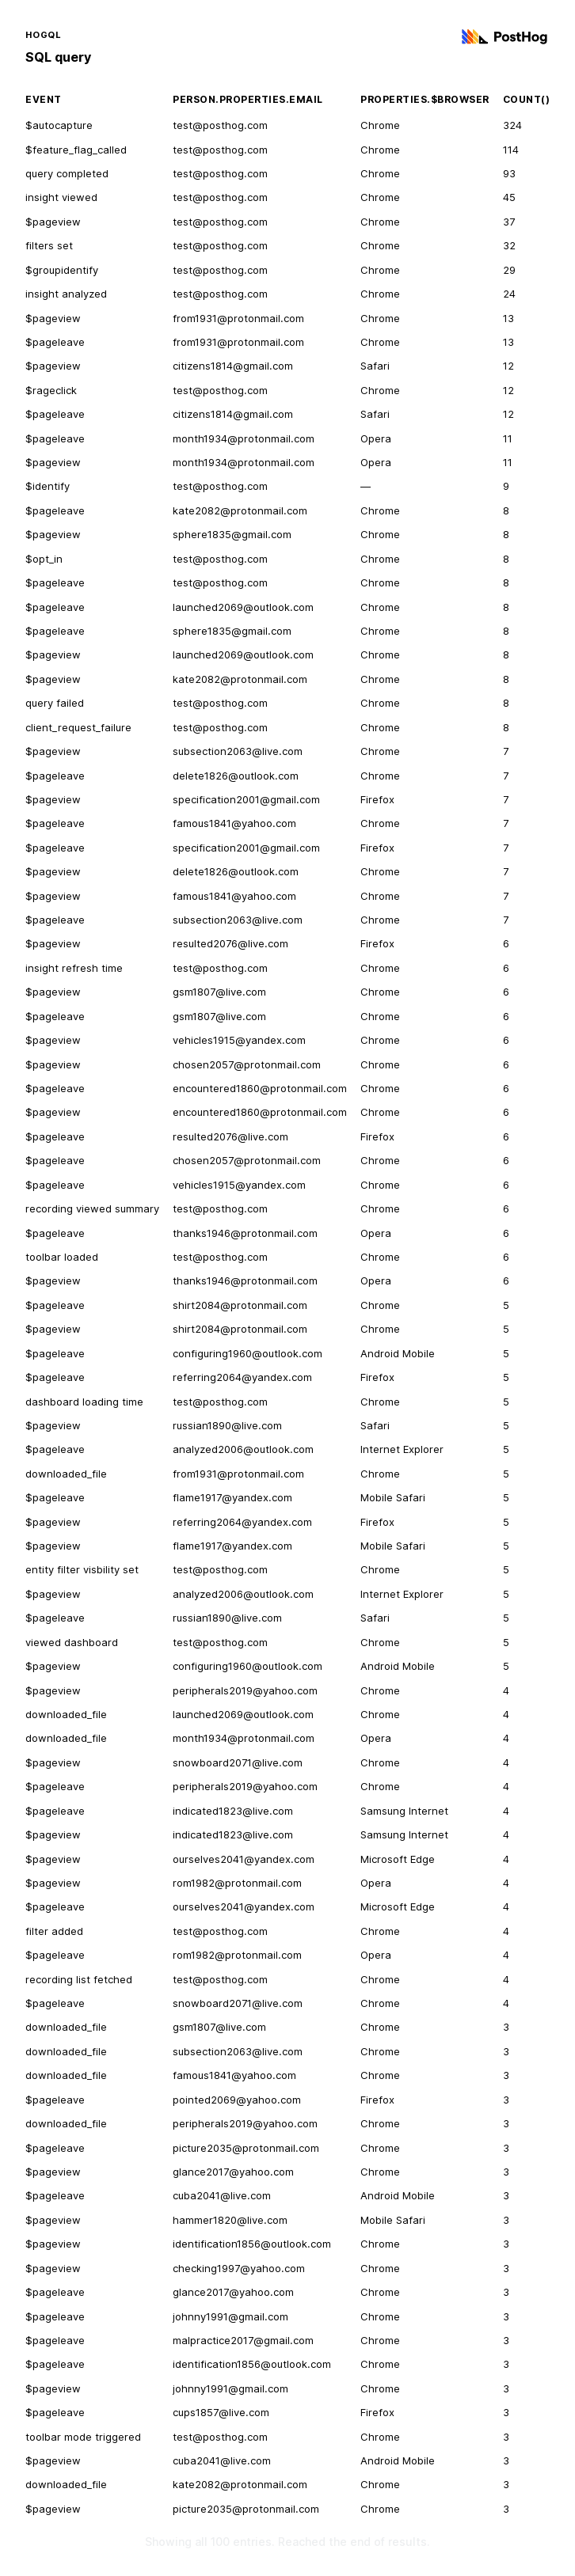 HOGQL
PostHog
SQL query
EVENT PERSON.PROPERTIES.EMAIL PROPERTIES.$BROWSER COUNT()
$autocapture test@posthog.com Chrome 324
$feature_flag_called test@posthog.com Chrome 114
query completed test@posthog.com Chrome 93
insight viewed test@posthog.com Chrome 45
$pageview test@posthog.com Chrome 37
filters set test@posthog.com Chrome 32
$groupidentify test@posthog.com Chrome 29
insight analyzed test@posthog.com Chrome 24
$pageview from1931@protonmail.com Chrome 13
$pageleave from1931@protonmail.com Chrome 13
$pageview citizens1814@gmail.com Safari 12
$rageclick test@posthog.com Chrome 12
$pageleave citizens1814@gmail.com Safari 12
$pageleave month1934@protonmail.com Opera 11
$pageview month1934@protonmail.com Opera 11
$identify test@posthog.com — 9
$pageleave kate2082@protonmail.com Chrome 8
$pageview sphere1835@gmail.com Chrome 8
$opt_in test@posthog.com Chrome 8
$pageleave test@posthog.com Chrome 8
$pageleave launched2069@outlook.com Chrome 8
$pageleave sphere1835@gmail.com Chrome 8
$pageview launched2069@outlook.com Chrome 8
$pageview kate2082@protonmail.com Chrome 8
query failed test@posthog.com Chrome 8
client_request_failure test@posthog.com Chrome 8
$pageview subsection2063@live.com Chrome 7
$pageleave delete1826@outlook.com Chrome 7
$pageview specification2001@gmail.com Firefox 7
$pageleave famous1841@yahoo.com Chrome 7
$pageleave specification2001@gmail.com Firefox 7
$pageview delete1826@outlook.com Chrome 7
$pageview famous1841@yahoo.com Chrome 7
$pageleave subsection2063@live.com Chrome 7
$pageview resulted2076@live.com Firefox 6
insight refresh time test@posthog.com Chrome 6
$pageview gsm1807@live.com Chrome 6
$pageleave gsm1807@live.com Chrome 6
$pageview vehicles1915@yandex.com Chrome 6
$pageview chosen2057@protonmail.com Chrome 6
$pageleave encountered1860@protonmail.com Chrome 6
$pageview encountered1860@protonmail.com Chrome 6
$pageleave resulted2076@live.com Firefox 6
$pageleave chosen2057@protonmail.com Chrome 6
$pageleave vehicles1915@yandex.com Chrome 6
recording viewed summary test@posthog.com Chrome 6
$pageleave thanks1946@protonmail.com Opera 6
toolbar loaded test@posthog.com Chrome 6
$pageview thanks1946@protonmail.com Opera 6
$pageleave shirt2084@protonmail.com Chrome 5
$pageview shirt2084@protonmail.com Chrome 5
$pageleave configuring1960@outlook.com Android Mobile 5
$pageleave referring2064@yandex.com Firefox 5
dashboard loading time test@posthog.com Chrome 5
$pageview russian1890@live.com Safari 5
$pageleave analyzed2006@outlook.com Internet Explorer 5
downloaded_file from1931@protonmail.com Chrome 5
$pageleave flame1917@yandex.com Mobile Safari 5
$pageview referring2064@yandex.com Firefox 5
$pageview flame1917@yandex.com Mobile Safari 5
entity filter visbility set test@posthog.com Chrome 5
$pageview analyzed2006@outlook.com Internet Explorer 5
$pageleave russian1890@live.com Safari 5
viewed dashboard test@posthog.com Chrome 5
$pageview configuring1960@outlook.com Android Mobile 5
$pageview peripherals2019@yahoo.com Chrome 4
downloaded_file launched2069@outlook.com Chrome 4
downloaded_file month1934@protonmail.com Opera 4
$pageview snowboard2071@live.com Chrome 4
$pageleave peripherals2019@yahoo.com Chrome 4
$pageleave indicated1823@live.com Samsung Internet 4
$pageview indicated1823@live.com Samsung Internet 4
$pageview ourselves2041@yandex.com Microsoft Edge 4
$pageview rom1982@protonmail.com Opera 4
$pageleave ourselves2041@yandex.com Microsoft Edge 4
filter added test@posthog.com Chrome 4
$pageleave rom1982@protonmail.com Opera 4
recording list fetched test@posthog.com Chrome 4
$pageleave snowboard2071@live.com Chrome 4
downloaded_file gsm1807@live.com Chrome 3
downloaded_file subsection2063@live.com Chrome 3
downloaded_file famous1841@yahoo.com Chrome 3
$pageleave pointed2069@yahoo.com Firefox 3
downloaded_file peripherals2019@yahoo.com Chrome 3
$pageleave picture2035@protonmail.com Chrome 3
$pageview glance2017@yahoo.com Chrome 3
$pageleave cuba2041@live.com Android Mobile 3
$pageview hammer1820@live.com Mobile Safari 3
$pageview identification1856@outlook.com Chrome 3
$pageview checking1997@yahoo.com Chrome 3
$pageleave glance2017@yahoo.com Chrome 3
$pageleave johnny1991@gmail.com Chrome 3
$pageleave malpractice2017@gmail.com Chrome 3
$pageleave identification1856@outlook.com Chrome 3
$pageview johnny1991@gmail.com Chrome 3
$pageleave cups1857@live.com Firefox 3
toolbar mode triggered test@posthog.com Chrome 3
$pageview cuba2041@live.com Android Mobile 3
downloaded_file kate2082@protonmail.com Chrome 3
$pageview picture2035@protonmail.com Chrome 3
Showing all 100 entries. Reached the end of results.